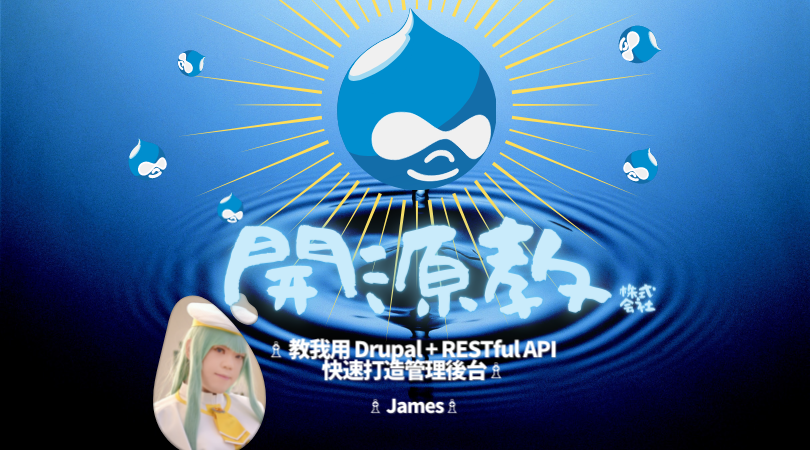 開源教
株式
会社
♗ 教我用 Drupal + RESTful API
快速打造管理後台 ♗
♗ James ♗